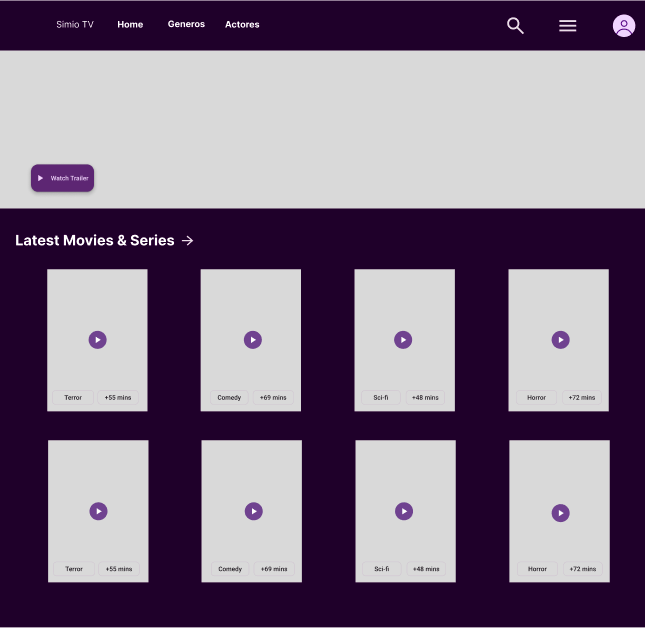 Simio TV Home Generos Actores
Watch Trailer
Latest Movies & Series →
Terror +55 mins Comedy +69 mins Sci-fi +48 mins Horror +72 mins
Terror +55 mins Comedy +69 mins Sci-fi +48 mins Horror +72 mins